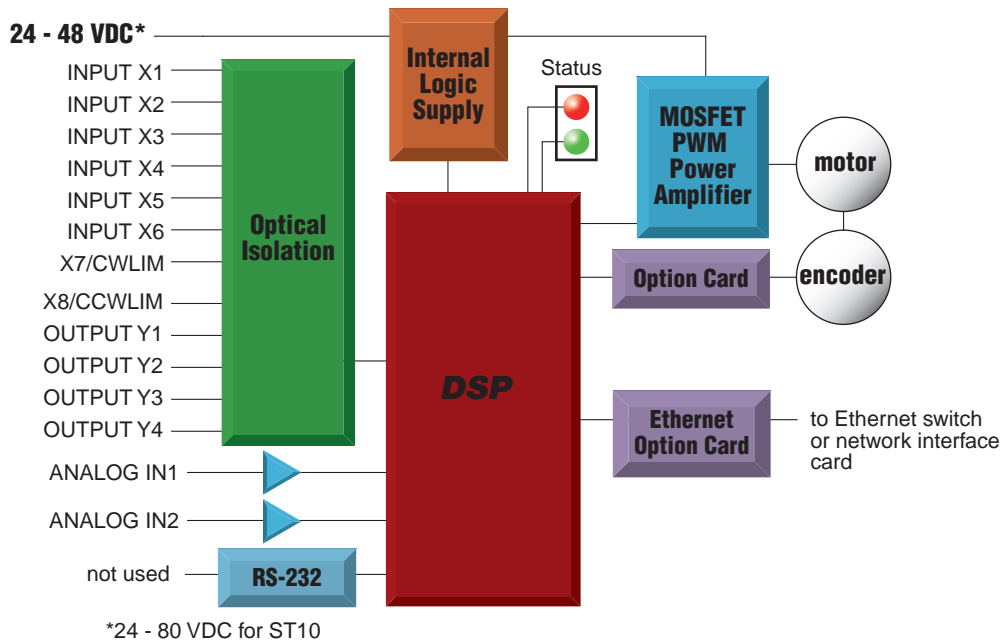 24 - 48 VDC*
Internal
Logic
Supply
Status
MOSFET
PWM
Power
Amplifier
motor
INPUT X1
INPUT X2
INPUT X3
INPUT X4
INPUT X5
INPUT X6
X7/CWLIM
X8/CCWLIM
OUTPUT Y1
OUTPUT Y2
OUTPUT Y3
OUTPUT Y4
Optical
Isolation
Option Card
encoder
DSP
Ethernet
Option Card
to Ethernet switch
or network interface
card
ANALOG IN1
ANALOG IN2
not used
RS-232
*24 - 80 VDC for ST10